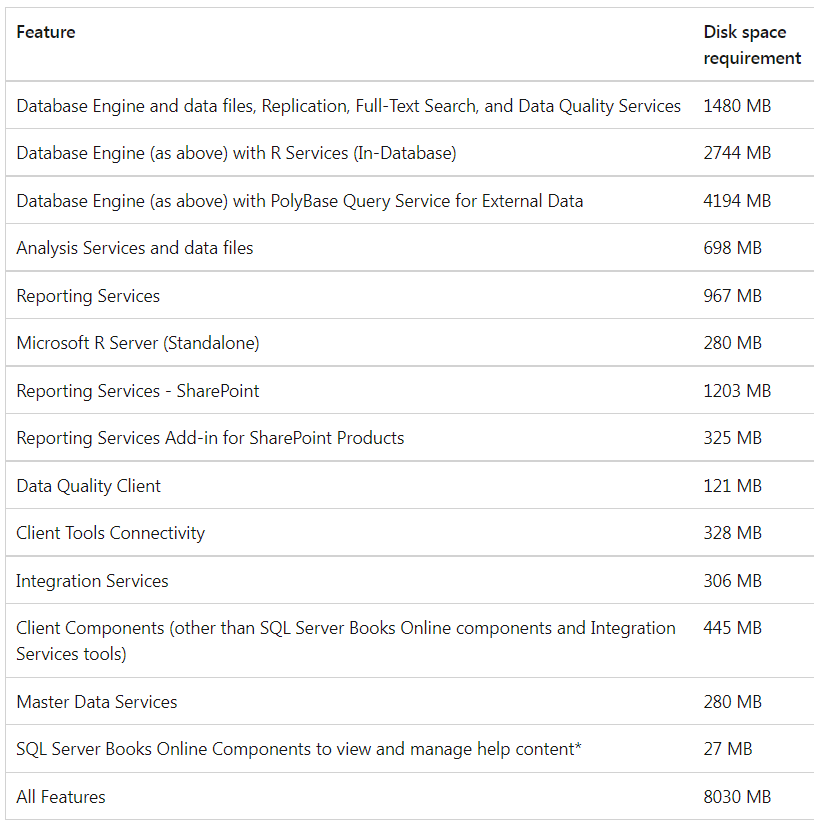 Feature Disk space
requirement
Database Engine and data files, Replication, Full-Text Search, and Data Quality Services 1480 MB
Database Engine (as above) with R Services (In-Database) 2744 MB
Database Engine (as above) with PolyBase Query Service for External Data 4194 MB
Analysis Services and data files 698 MB
Reporting Services 967 MB
Microsoft R Server (Standalone) 280 MB
Reporting Services - SharePoint 1203 MB
Reporting Services Add-in for SharePoint Products 325 MB
Data Quality Client 121 MB
Client Tools Connectivity 328 MB
Integration Services 306 MB
Client Components (other than SQL Server Books Online components and Integration 445 MB
Services tools)
Master Data Services 280 MB
SQL Server Books Online Components to view and manage help content* 27 MB
All Features 8030 MB